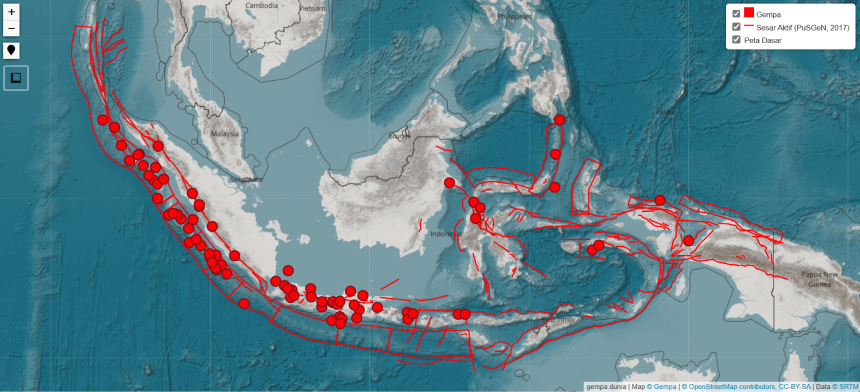 +
−
Gempa
Sesar Aktif (PuSGeN, 2017)
Peta Dasar
Cambodia
Vietnam
Philippines
Palau
Malaysia
Brunei
Singapore
Indonesia
Papua New
Guinea
gempa.dunia | Map © Gempa | © OpenStreetMap contributors, CC-BY-SA | Data © SRTM